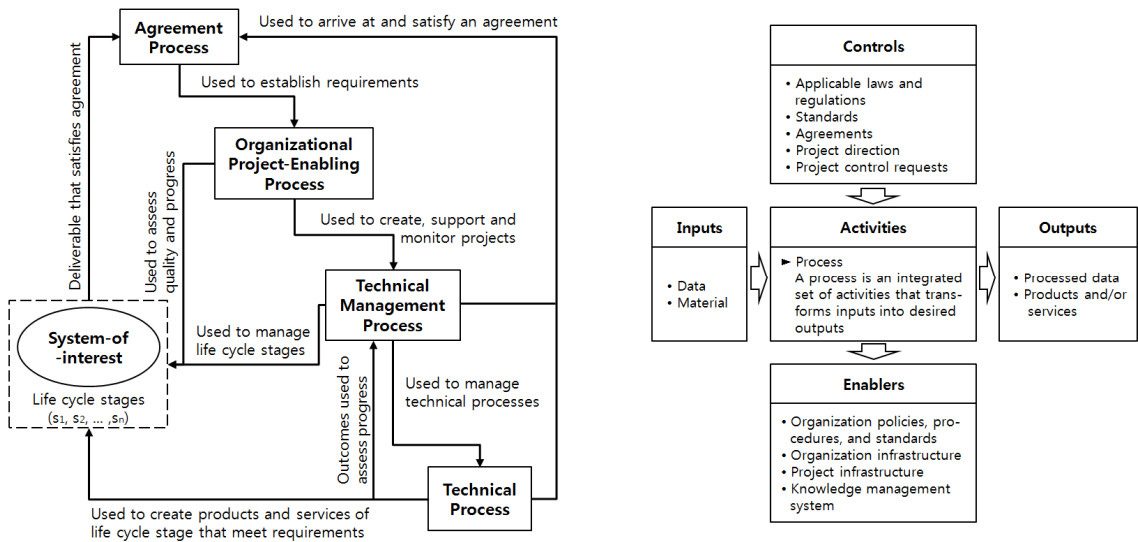 Used to arrive at and satisfy an agreement
Agreement
Process
Deliverable that satisfies agreement
Used to establish requirements
Organizational
Project-Enabling
Process
Used to assess
quality and progress
Used to create, support and
monitor projects
Technical
Management
Process
System-of
-interest
Life cycle stages
(s1, s2, ... ,sn)
Used to manage
life cycle stages
Outcomes used to
assess progress
Used to manage
technical processes
Technical
Process
Used to create products and services of
life cycle stage that meet requirements
Controls
• Applicable laws and
regulations
• Standards
• Agreements
• Project direction
• Project control requests
Inputs
• Data
• Material
Activities
► Process
A process is an integrated
set of activities that trans-
forms inputs into desired
outputs
Outputs
• Processed data
• Products and/or
services
Enablers
• Organization policies, pro-
cedures, and standards
• Organization infrastructure
• Project infrastructure
• Knowledge management
system